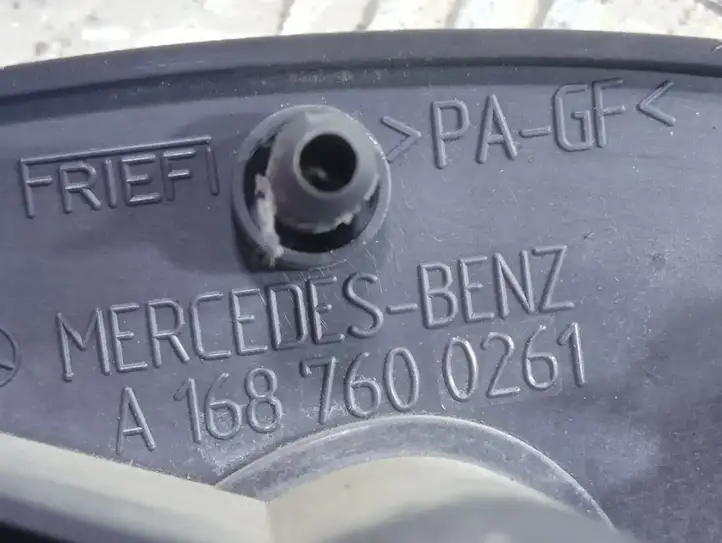 FRIEFI >PA-GF<
MERCEDES-BENZ
A 168 760 0261